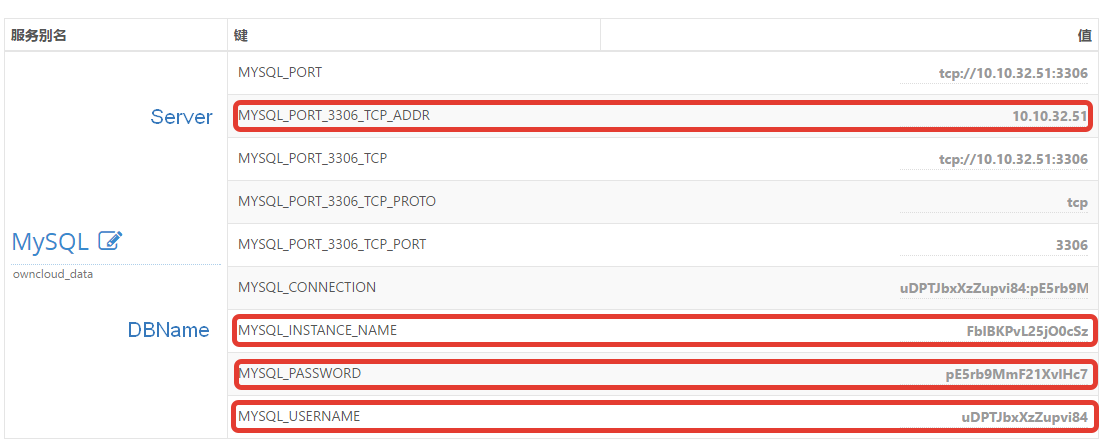 服务别名 键 值
MYSQL_PORT tcp://10.10.32.51:3306
Server MYSQL_PORT_3306_TCP_ADDR 10.10.32.51
MYSQL_PORT_3306_TCP tcp://10.10.32.51:3306
MYSQL_PORT_3306_TCP_PROTO tcp
MySQL MYSQL_PORT_3306_TCP_PORT 3306
owncloud_data MYSQL_CONNECTION uDPTJbxXzZupvi84:pE5rb9M
DBName MYSQL_INSTANCE_NAME FbIBKPvL25jO0cSz
MYSQL_PASSWORD pE5rb9MmF21XvlHc7
MYSQL_USERNAME uDPTJbxXzZupvi84